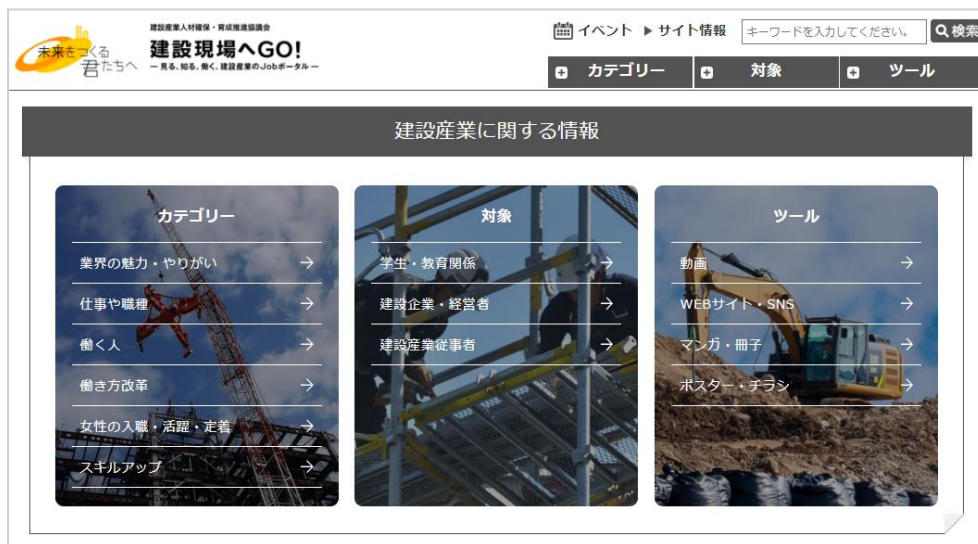 未来をつくる
君たちへ
建設産業人材確保・育成推進協議会
建設現場へGO!
― 見る、知る、働く、建設産業のJobポータル ―
イベント ▶ サイト情報 キーワードを入力してください。 検索
カテゴリー 対象 ツール
建設産業に関する情報
カテゴリー
業界の魅力・やりがい
仕事や職種
働く人
働き方改革
女性の入職・活躍・定着
スキルアップ
対象
学生・教育関係
建設企業・経営者
建設産業従事者
ツール
動画
WEBサイト・SNS
マンガ・冊子
ポスター・チラシ